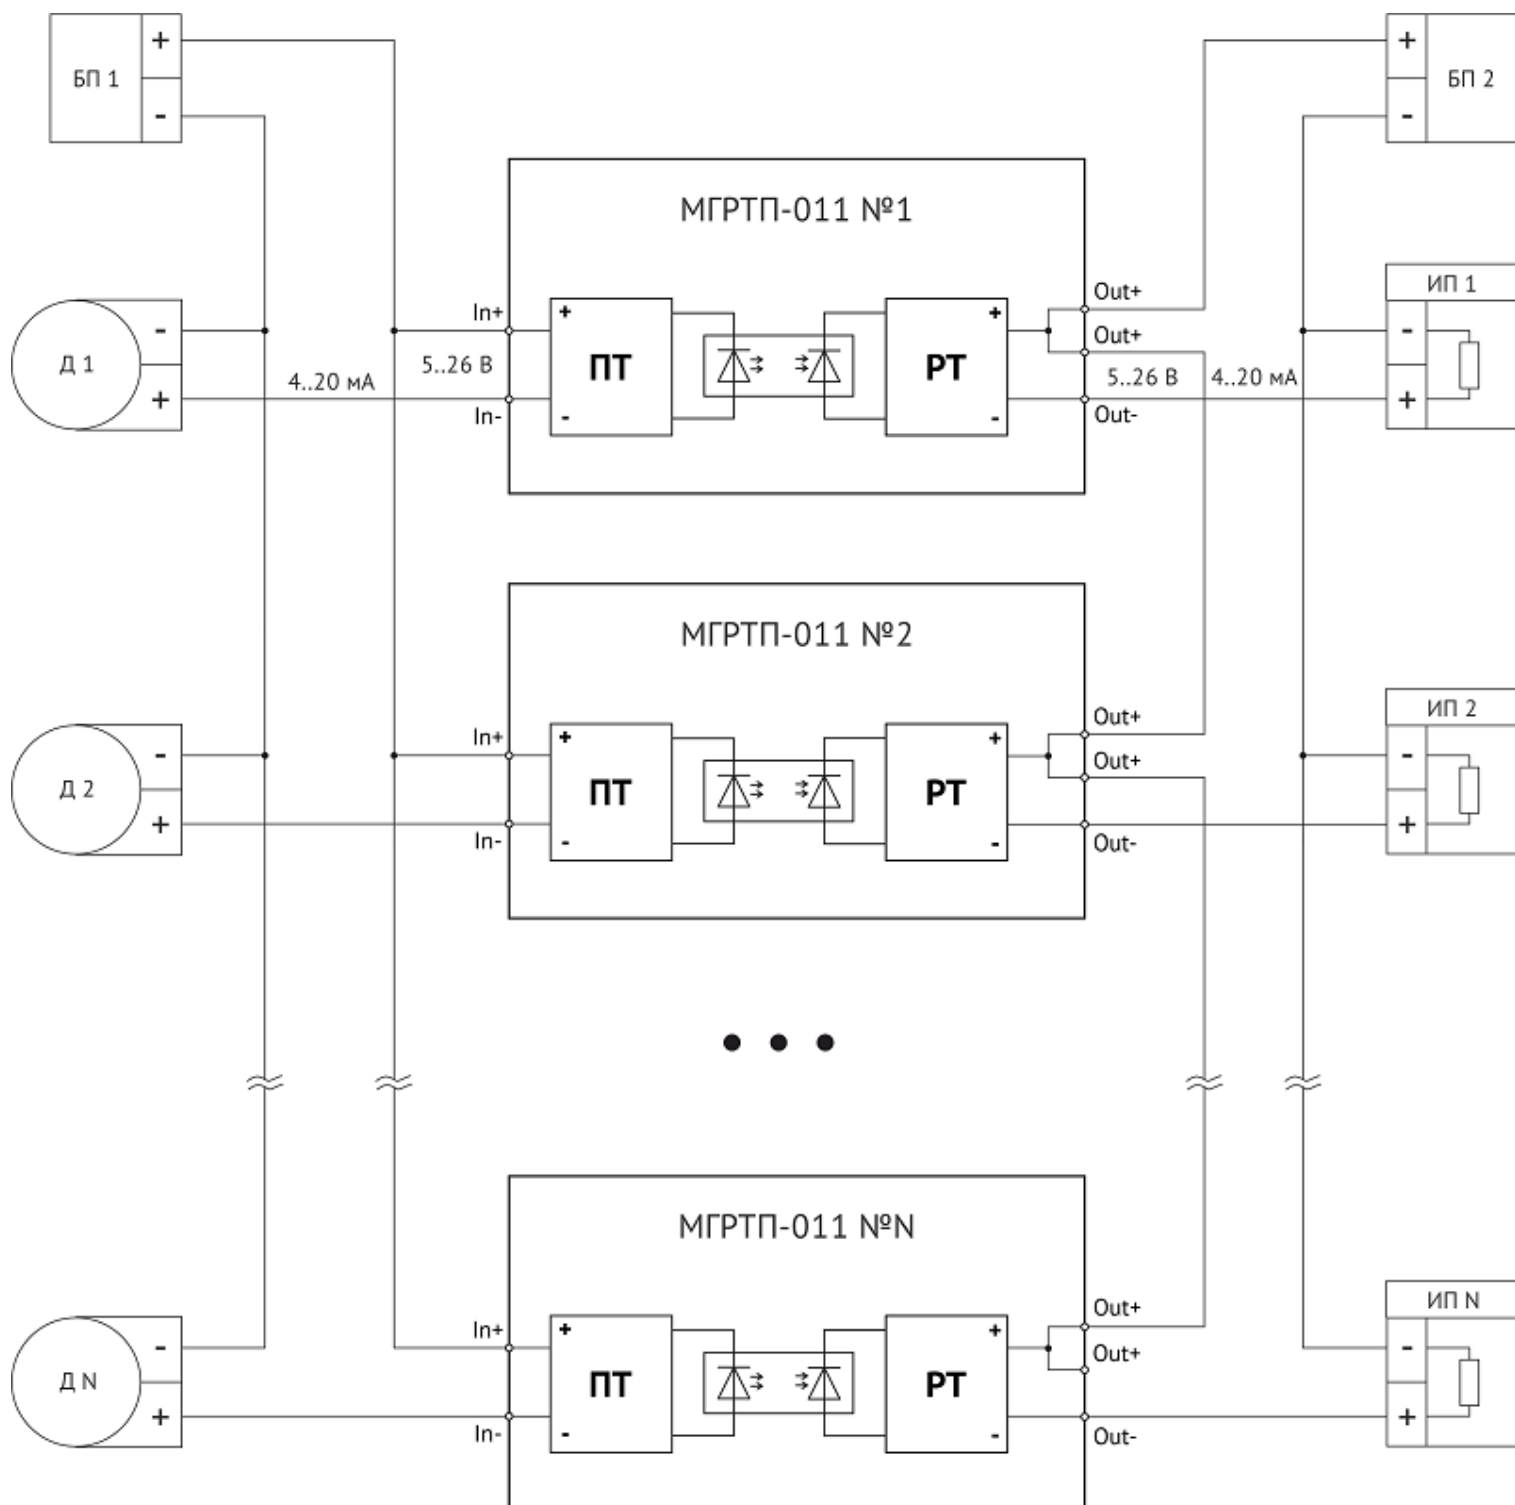 БП 1
+
-
+
-
БП 2
МГРТП-011 №1
Д 1
-
+
4..20 мА
5..26 В
In+
In-
+
ПТ
-
+
РТ
-
Out+
Out+
5..26 В
4..20 мА
Out-
ИП 1
-
+
МГРТП-011 №2
Д 2
-
+
In+
In-
+
ПТ
-
+
РТ
-
Out+
Out+
Out-
ИП 2
-
+
МГРТП-011 №N
Д N
-
+
In+
In-
+
ПТ
-
+
РТ
-
Out+
Out+
Out-
ИП N
-
+